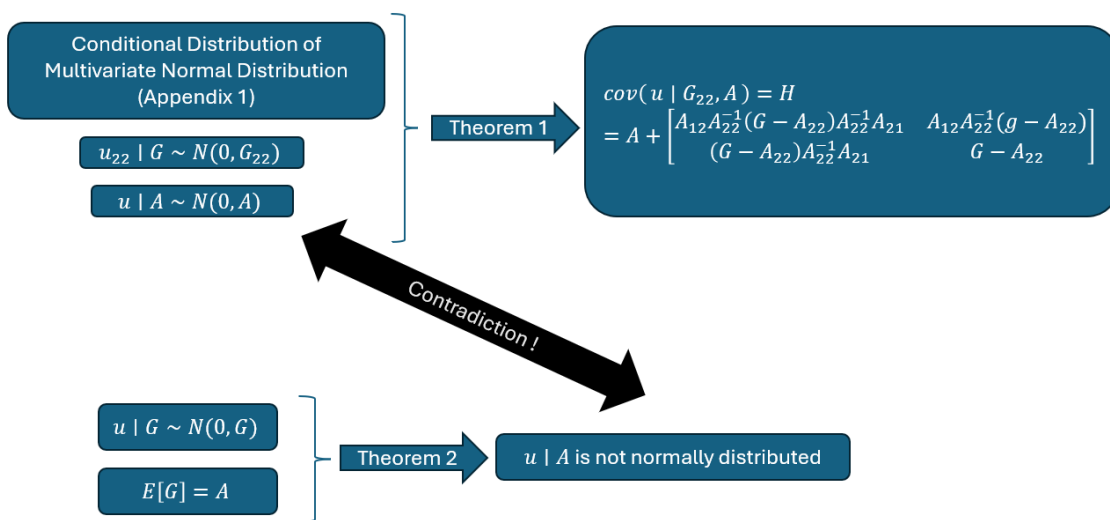 Conditional Distribution of
Multivariate Normal Distribution
(Appendix 1)
u₂₂ | G ~ N(0, G₂₂)
u | A ~ N(0, A)
Theorem 1
cov(u | G₂₂, A) = H
= A + [A₁₂A₂₂⁻¹(G − A₂₂)A₂₂⁻¹A₂₁ A₁₂A₂₂⁻¹(g − A₂₂)
(G − A₂₂)A₂₂⁻¹A₂₁ G − A₂₂]
Contradiction !
u | G ~ N(0, G)
E[G] = A
Theorem 2
u | A is not normally distributed